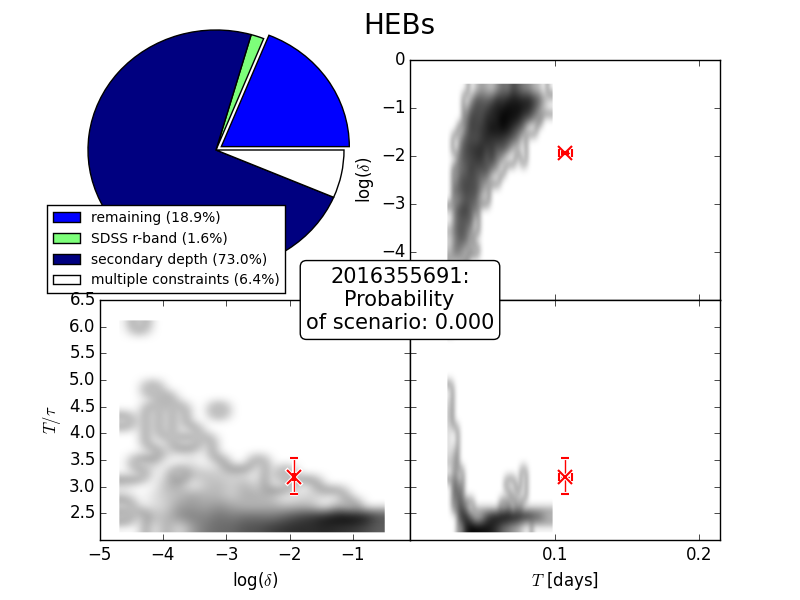 HEBs
remaining (18.9%)
SDSS r-band (1.6%)
secondary depth (73.0%)
multiple constraints (6.4%)
0
−1
−2
−3
−4
log(δ)
2016355691:
Probability
of scenario: 0.000
6.5
6.0
5.5
5.0
4.5
4.0
3.5
3.0
2.5
T/τ
−5
−4
−3
−2
−1
log(δ)
0.1
0.2
T [days]